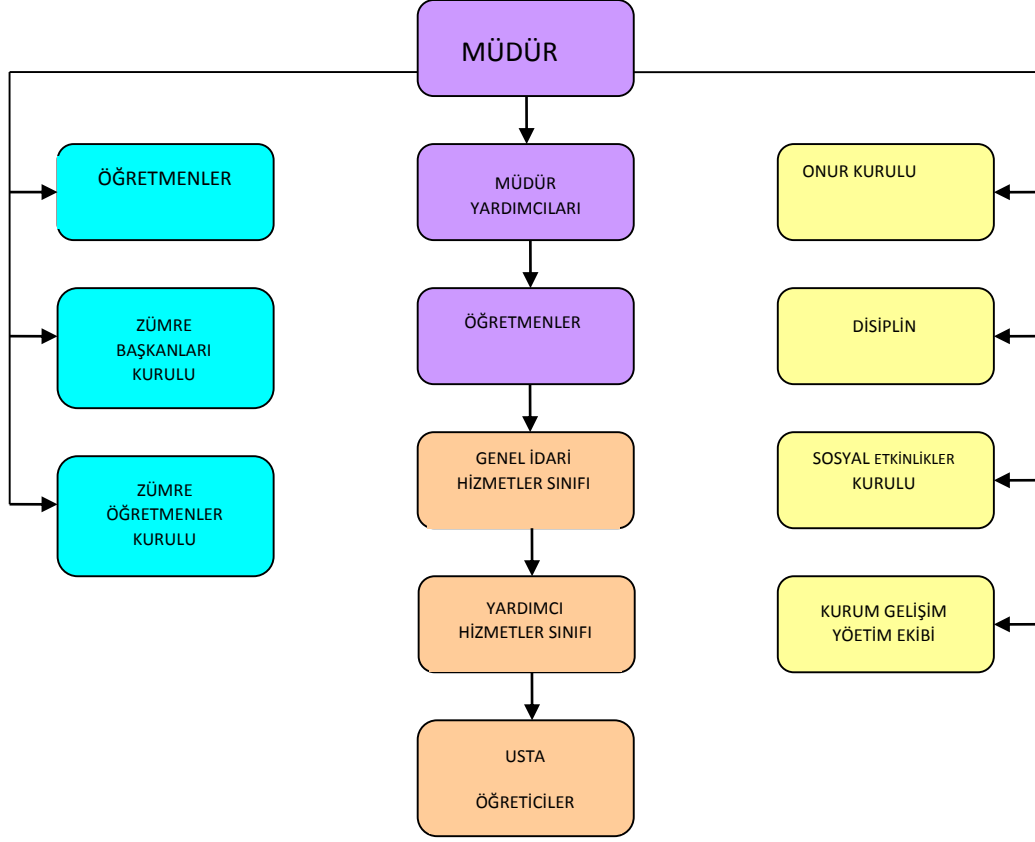 MÜDÜR
ÖĞRETMENLER
MÜDÜR
YARDIMCILARI
ONUR KURULU
ZÜMRE
BAŞKANLARI
KURULU
ÖĞRETMENLER
DİSİPLİN
ZÜMRE
ÖĞRETMENLER
KURULU
GENEL İDARİ
HİZMETLER SINIFI
SOSYAL ETKİNLİKLER
KURULU
YARDIMCI
HİZMETLER SINIFI
KURUM GELİŞİM
YÖETİM EKİBİ
USTA
ÖĞRETİCİLER